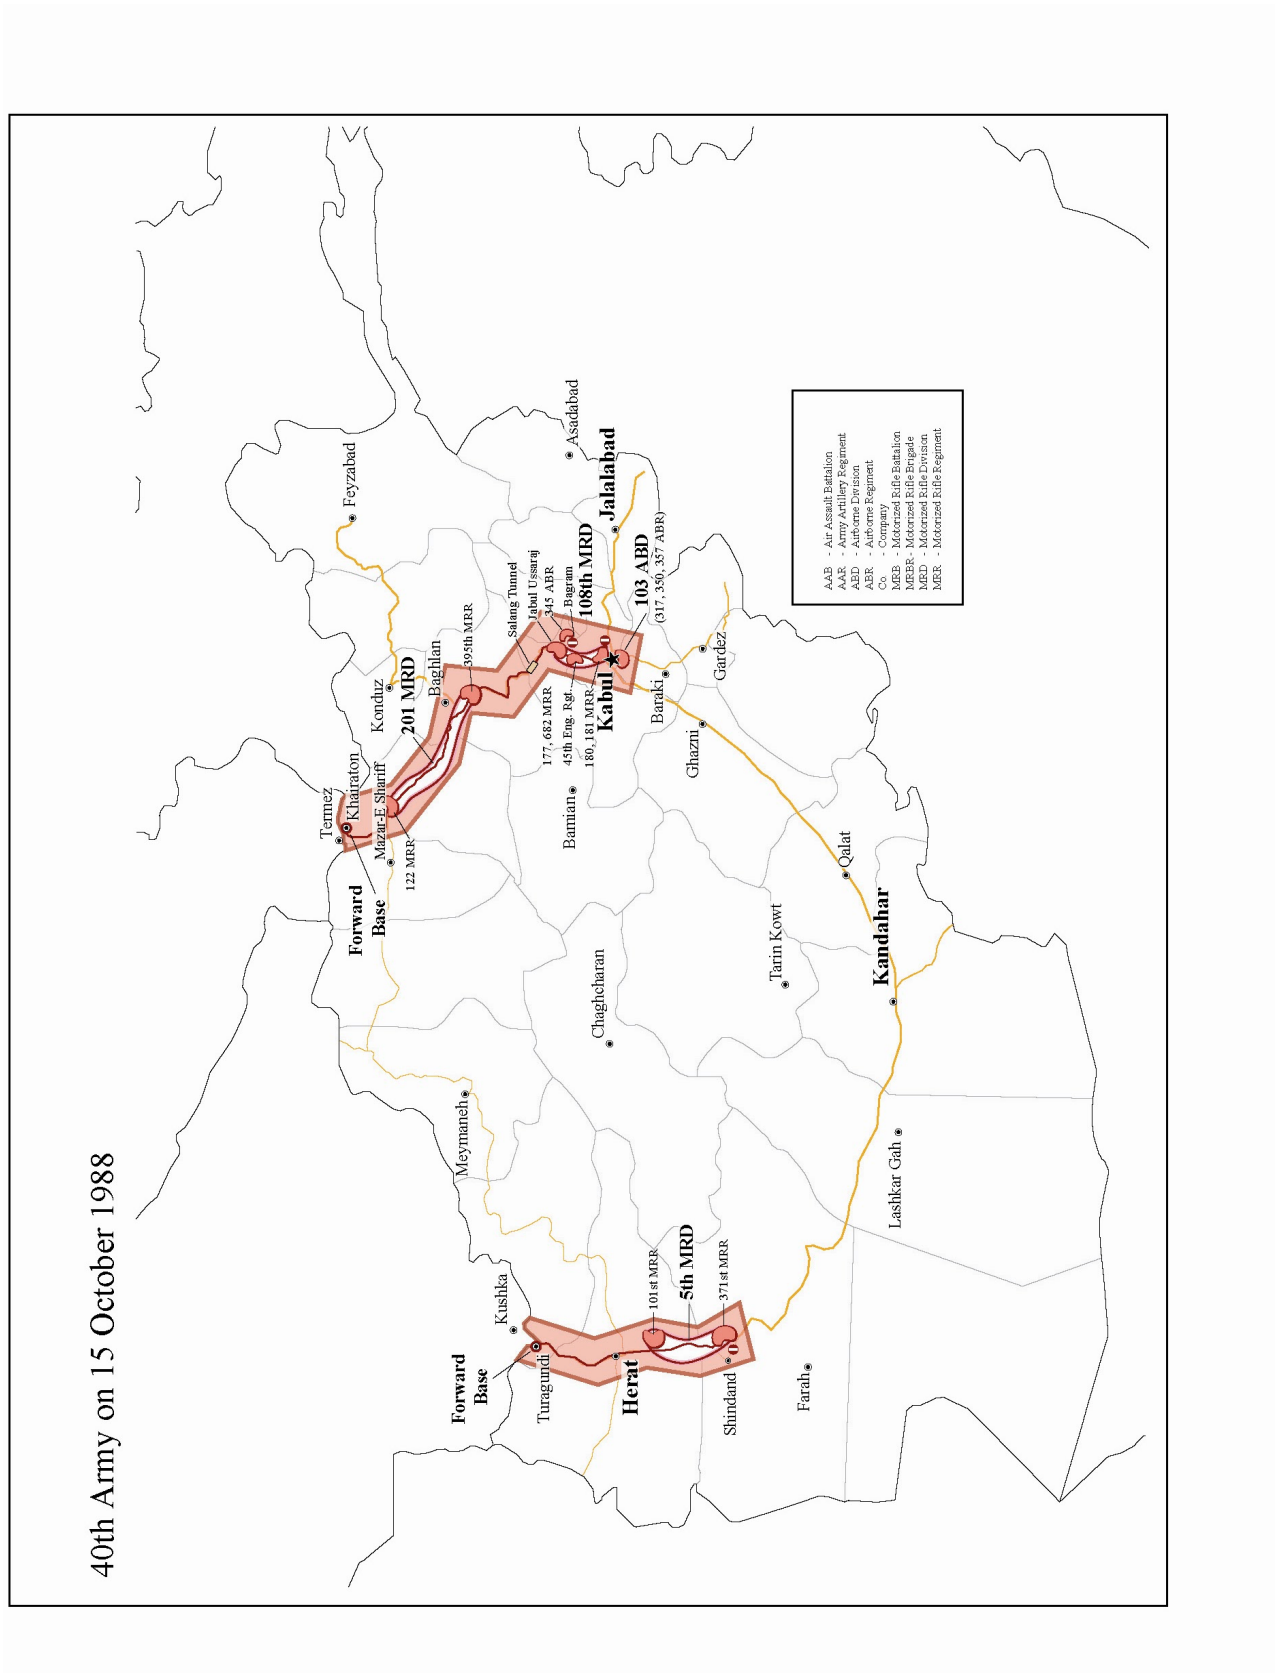 40th Army on 15 October 1988
Termez
Khairaton
Forward
Base
Mazar-E Shariff
122 MRR
Konduz
201 MRD
Baghlan
395th MRR
Feyzabad
Salang Tunnel
Jabul Ussaraj
345 ABR
Bagram
108th MRD
Asadabad
Jalalabad
103 ABD
(317, 350, 357 ABR)
177, 682 MRR
45th Eng. Rgt.
180, 181 MRR
Kabul
Bamian
Baraki
Gardez
Ghazni
Meymaneh
Chaghcharan
Tarin Kowt
Qalat
Kandahar
Lashkar Gah
Kushka
Forward
Base
Turagundi
Herat
101st MRR
5th MRD
371st MRR
Shindand
Farah
AAB - Air Assault Battalion
AAR - Army Artillery Regiment
ABD - Airborne Division
ABR - Airborne Regiment
Co. - Company
MRB - Motorized Rifle Battalion
MRBR - Motorized Rifle Brigade
MRD - Motorized Rifle Division
MRR - Motorized Rifle Regiment